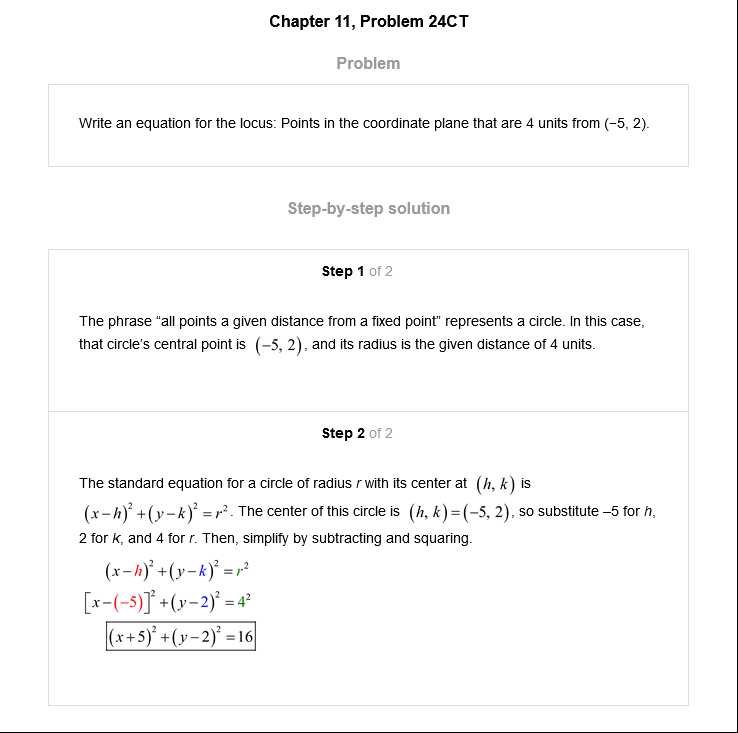 Chapter 11, Problem 24CT
Problem
Write an equation for the locus: Points in the coordinate plane that are 4 units from (−5, 2).
Step-by-step solution
Step 1 of 2
The phrase “all points a given distance from a fixed point” represents a circle. In this case,
that circle’s central point is (−5, 2), and its radius is the given distance of 4 units.
Step 2 of 2
The standard equation for a circle of radius r with its center at (h, k) is
(x−h)²+(y−k)²=r². The center of this circle is (h, k)=(−5, 2), so substitute –5 for h,
2 for k, and 4 for r. Then, simplify by subtracting and squaring.
(x−h)²+(y−k)²=r²
[x−(−5)]²+(y−2)²=4²
(x+5)²+(y−2)²=16